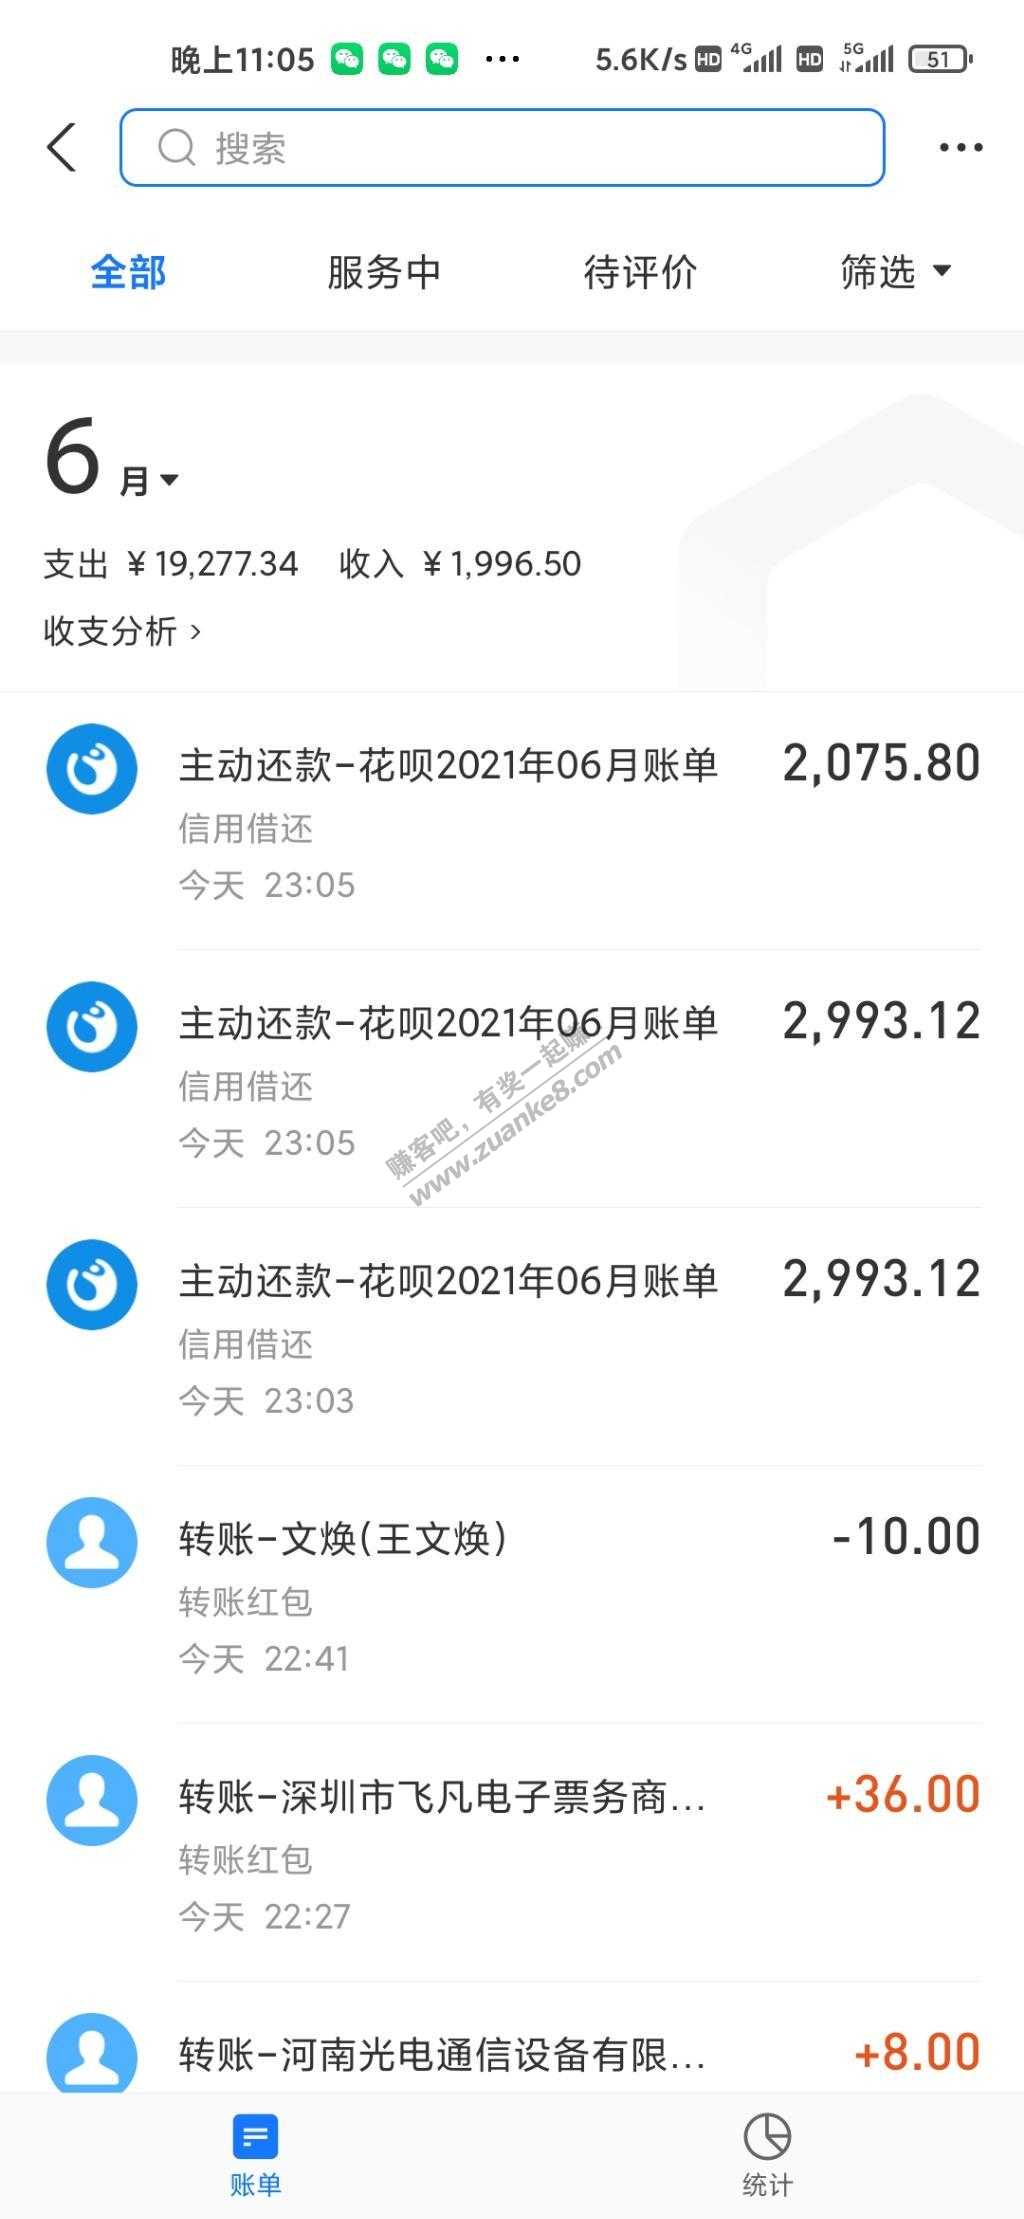 晚上11:05 ··· 5.6K/s HD 4G HD 5G 51
搜索
全部 服务中 待评价 筛选
6 月
支出 ¥19,277.34 收入 ¥1,996.50
收支分析 >
主动还款-花呗2021年06月账单 2,075.80
信用借还
今天 23:05
主动还款-花呗2021年06月账单 2,993.12
信用借还
今天 23:05
赚客吧，有奖一起赚
www.zuanke8.com
主动还款-花呗2021年06月账单 2,993.12
信用借还
今天 23:03
转账-文焕(王文焕) -10.00
转账红包
今天 22:41
转账-深圳市飞凡电子票务商... +36.00
转账红包
今天 22:27
转账-河南光电通信设备有限... +8.00
账单 统计